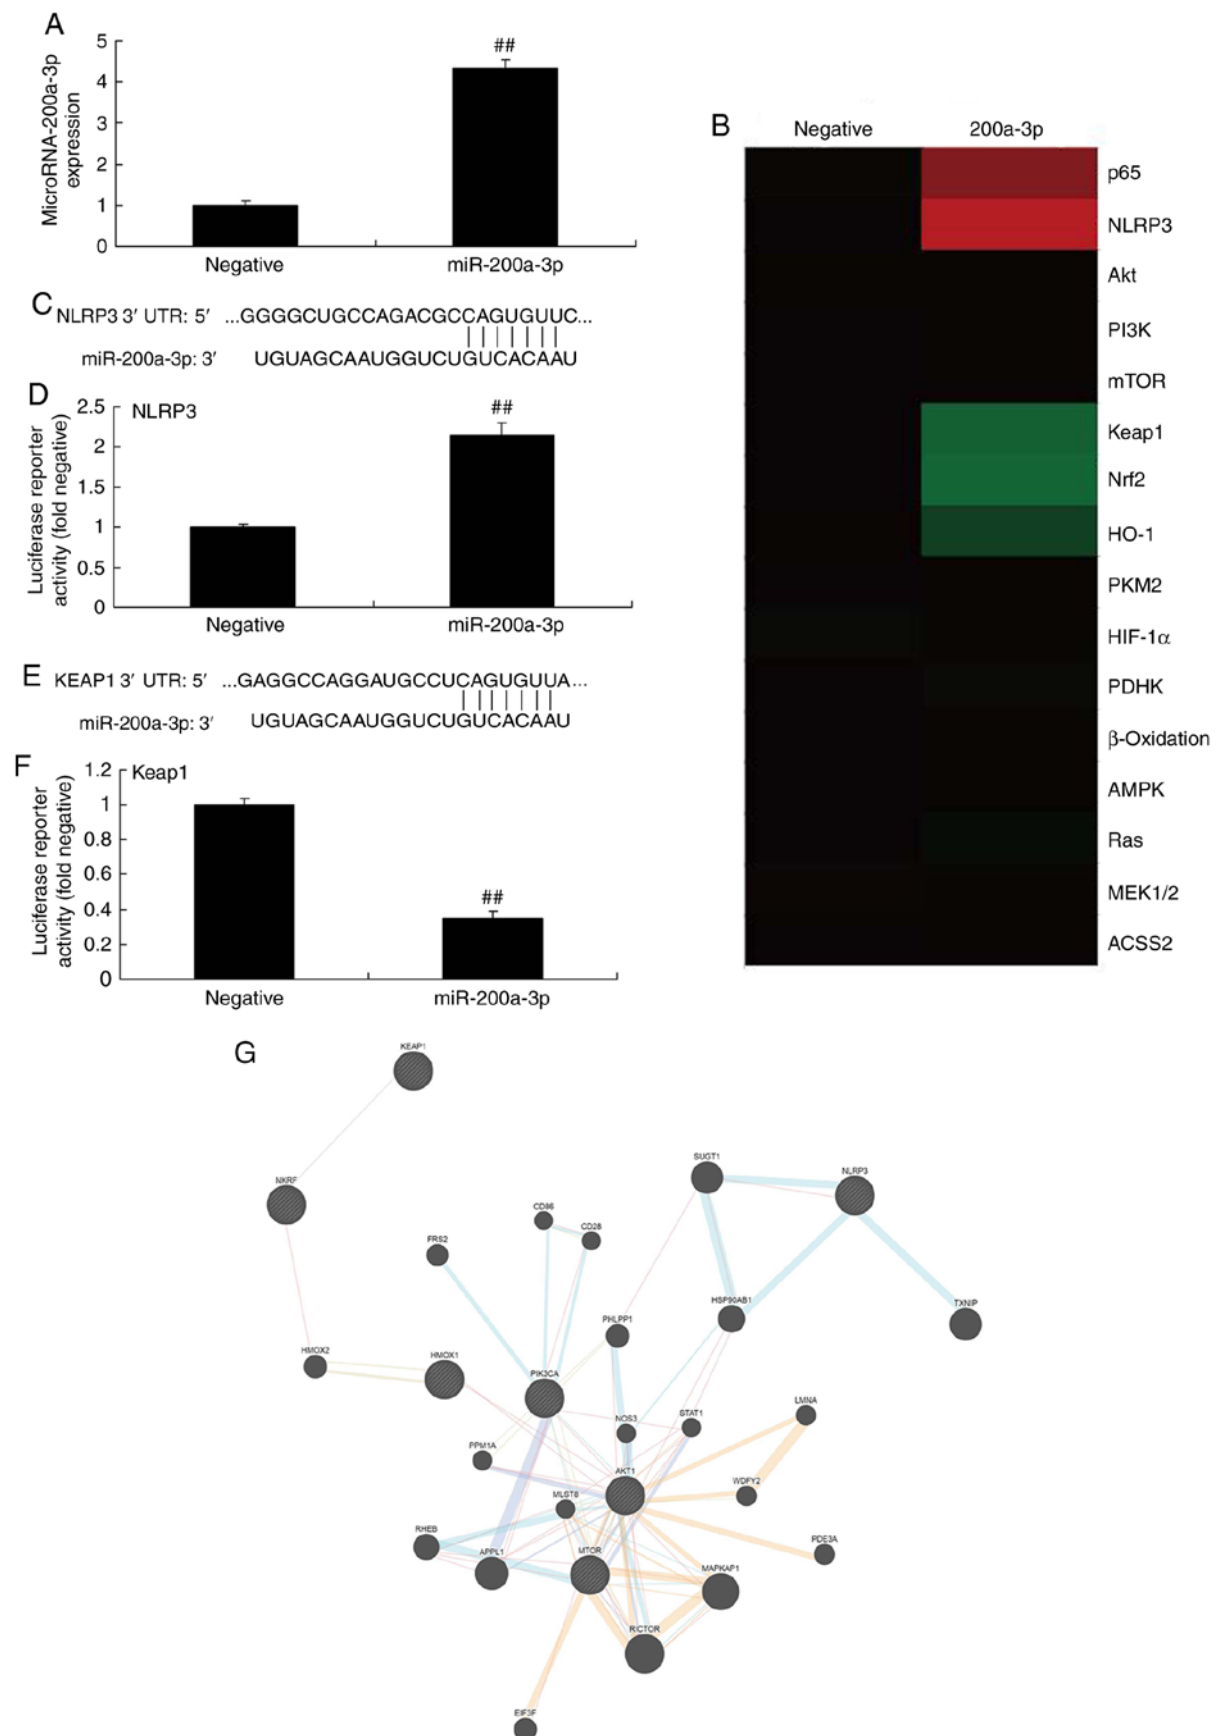 A
MicroRNA-200a-3p
expression
5
4
3
2
1
0
##
Negative
miR-200a-3p
B
Negative
200a-3p
p65
NLRP3
Akt
PI3K
mTOR
Keap1
Nrf2
HO-1
PKM2
HIF-1α
PDHK
β-Oxidation
AMPK
Ras
MEK1/2
ACSS2
C
NLRP3 3′ UTR: 5′ ...GGGGCUGCCAGACGCCAGUGUUC...
miR-200a-3p: 3′ UGUAGCAAUGGUCUGUCACAAU
D
NLRP3
Luciferase reporter
activity (fold negative)
2.5
2
1.5
1
0.5
0
##
Negative
miR-200a-3p
E
KEAP1 3′ UTR: 5′ ...GAGGCCAGGAUGCCUCAGUGUUA...
miR-200a-3p: 3′ UGUAGCAAUGGUCUGUCACAAU
F
Keap1
Luciferase reporter
activity (fold negative)
1.2
1
0.8
0.6
0.4
0.2
0
##
Negative
miR-200a-3p
G
KEAP1
NKRF
SUGT1
NLRP3
CD86
CD28
FRS2
HSP90AB1
TXNIP
PHLPP1
HMOX2
HMOX1
PIK3CA
LMNA
NOS3
STAT1
PPM1A
AKT1
WDFY2
MLST8
RHEB
APPL1
MTOR
PDE3A
MAPKAP1
RICTOR
EIF3F